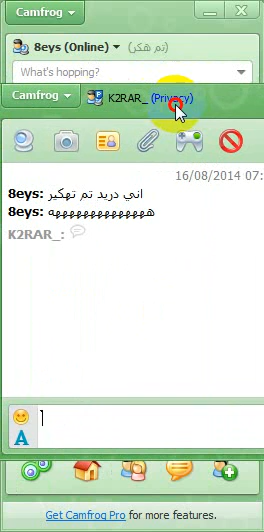 Camfrog
8eys (Online) (تم هكر)
What's hopping?
Camfrog K2RAR_ (Privacy)
16/08/2014 07:
8eys: اني دريد تم تهكير
8eys: ههههههههههههههه
K2RAR_:
A
Get Camfrog Pro for more features.